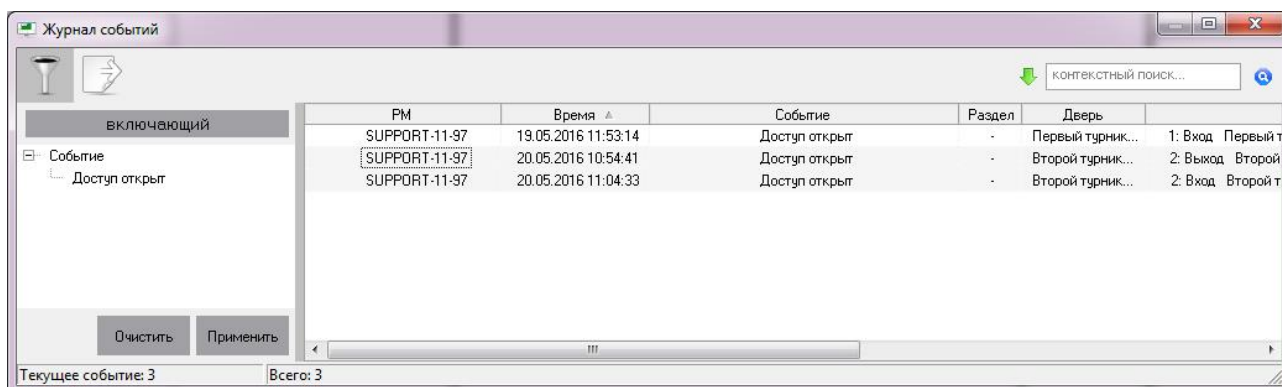 Журнал событий
контекстный поиск...
включающий
Событие
Доступ открыт
РМ Время Событие Раздел Дверь
SUPPORT-11-97 19.05.2016 11:53:14 Доступ открыт - Первый турник... 1: Вход Первый т
SUPPORT-11-97 20.05.2016 10:54:41 Доступ открыт - Второй турник... 2: Выход Второй
SUPPORT-11-97 20.05.2016 11:04:33 Доступ открыт - Второй турник... 2: Вход Второй т
Очистить Применить
Текущее событие: 3 Всего: 3